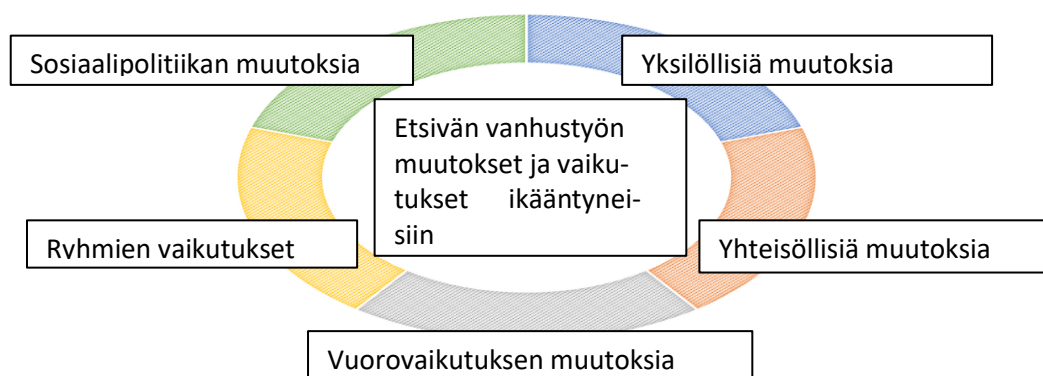 Sosiaalipolitiikan muutoksia
Yksilöllisiä muutoksia
Etsivän vanhustyön
muutokset ja vaiku-
tukset ikääntynei-
siin
Ryhmien vaikutukset
Yhteisöllisiä muutoksia
Vuorovaikutuksen muutoksia